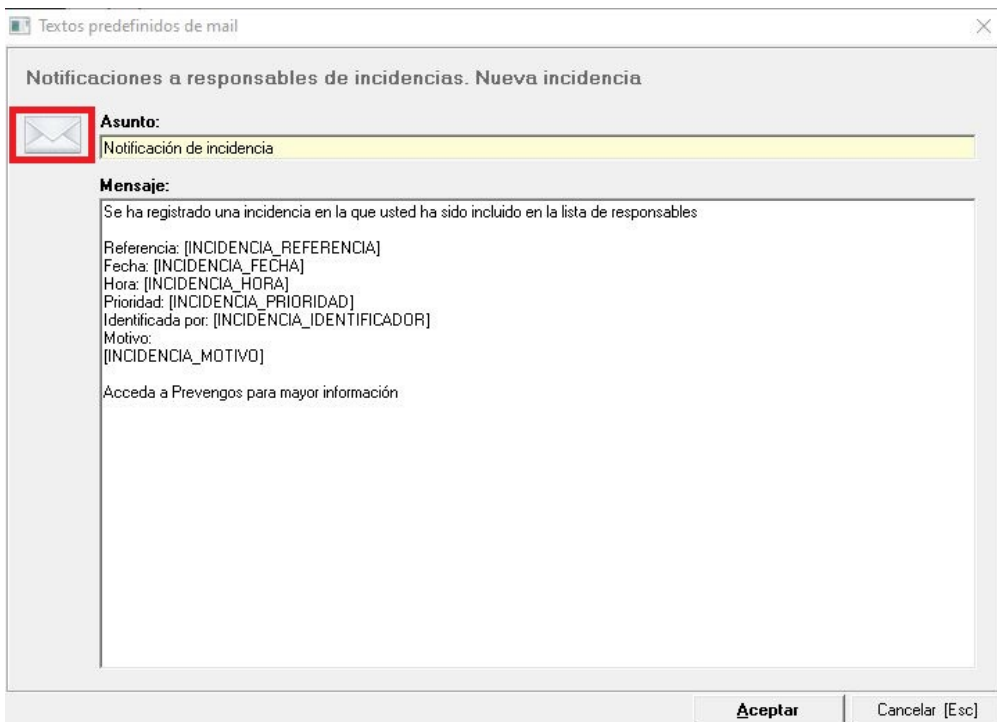 Textos predefinidos de mail
Notificaciones a responsables de incidencias. Nueva incidencia
Asunto:
Notificación de incidencia
Mensaje:
Se ha registrado una incidencia en la que usted ha sido incluido en la lista de responsables
Referencia: [INCIDENCIA_REFERENCIA]
Fecha: [INCIDENCIA_FECHA]
Hora: [INCIDENCIA_HORA]
Prioridad: [INCIDENCIA_PRIORIDAD]
Identificada por: [INCIDENCIA_IDENTIFICADOR]
Motivo:
[INCIDENCIA_MOTIVO]
Acceda a Prevengos para mayor información
Aceptar
Cancelar [Esc]